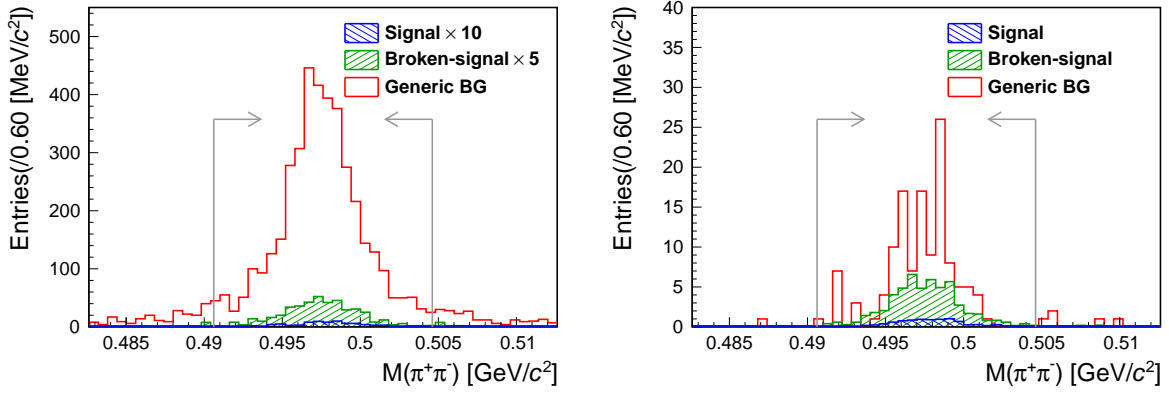 Entries(/0.60 [MeV/c²])
500
400
300
200
100
0
Signal × 10
Broken-signal × 5
Generic BG
0.485 0.49 0.495 0.5 0.505 0.51
M(π⁺π⁻) [GeV/c²]
Entries(/0.60 [MeV/c²])
40
35
30
25
20
15
10
5
0
Signal
Broken-signal
Generic BG
0.485 0.49 0.495 0.5 0.505 0.51
M(π⁺π⁻) [GeV/c²]